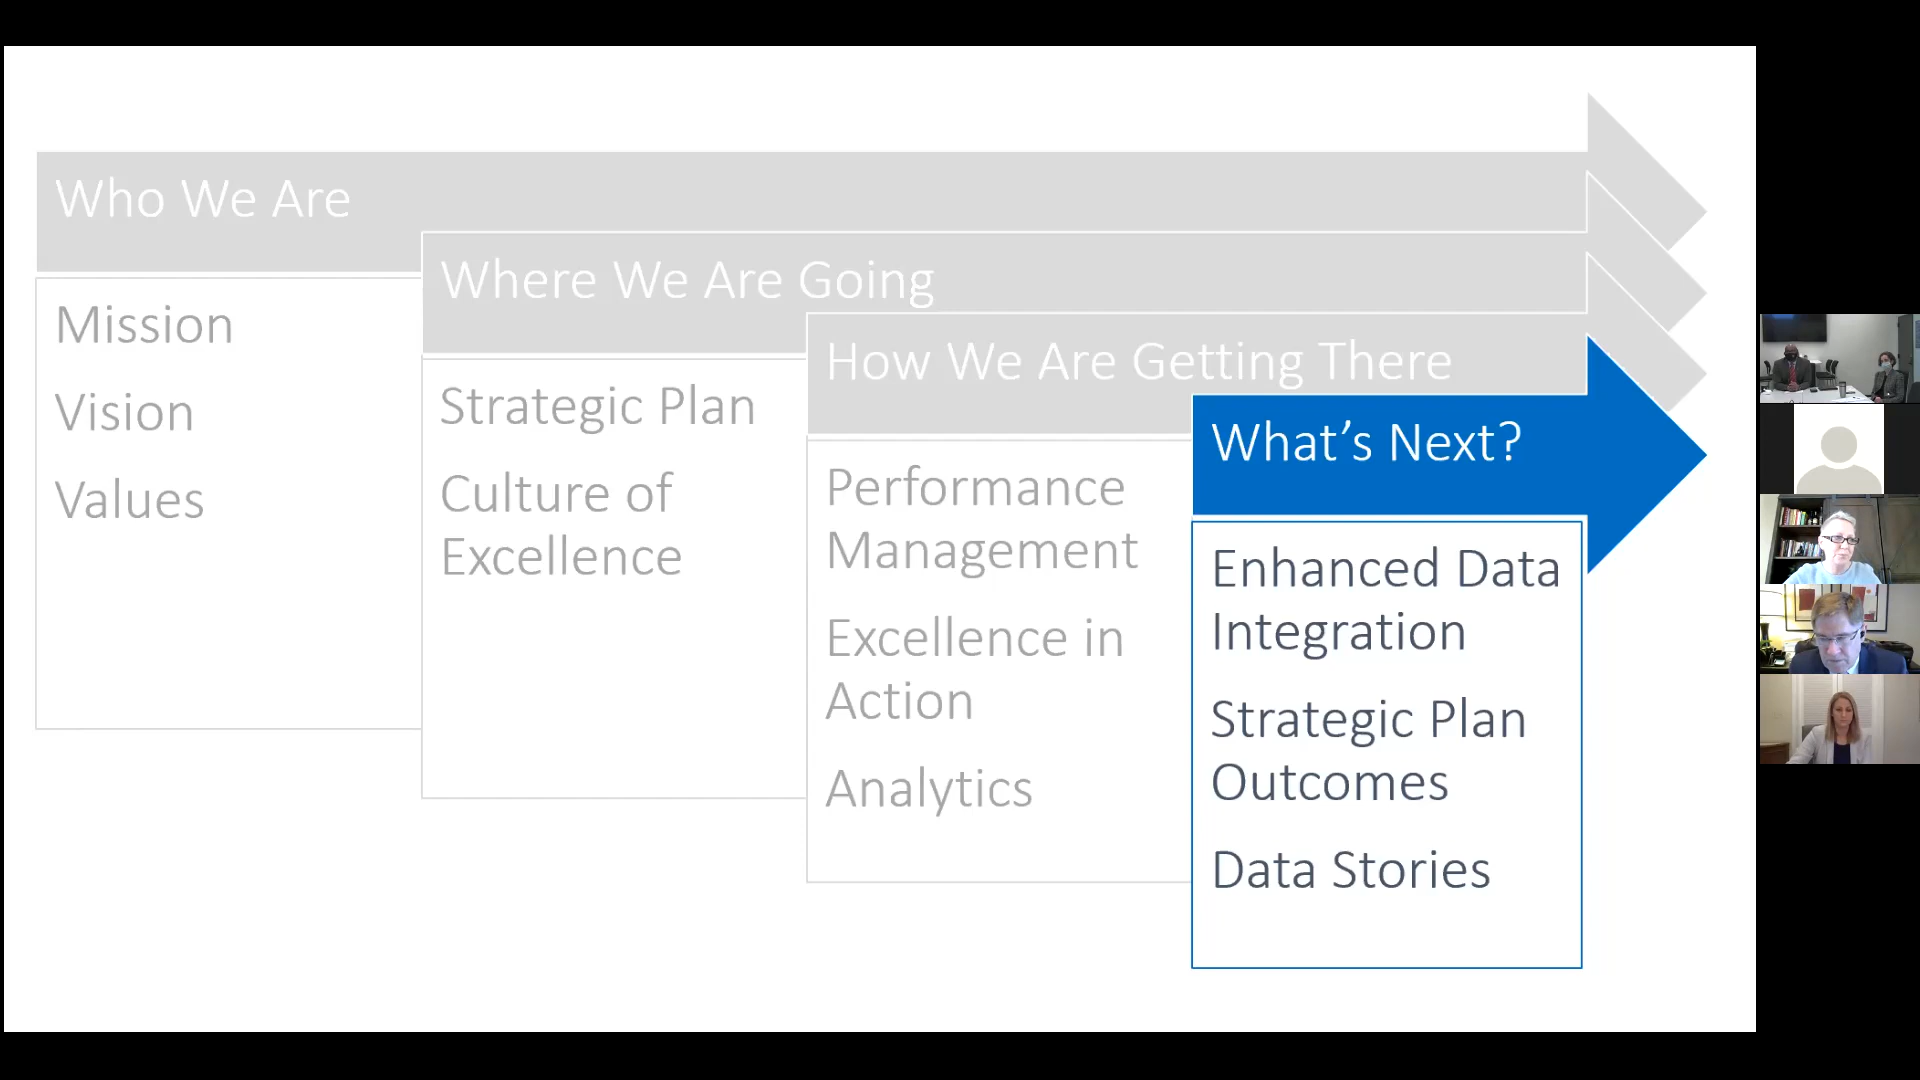 Who We Are
Mission
Vision
Values
Where We Are Going
Strategic Plan
Culture of
Excellence
How We Are Getting There
Performance
Management
Excellence in
Action
Analytics
What’s Next?
Enhanced Data
Integration
Strategic Plan
Outcomes
Data Stories